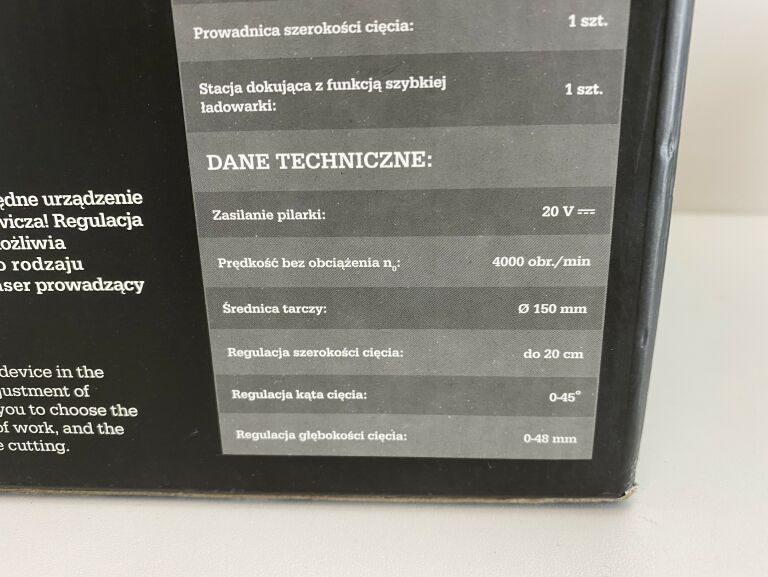 Prowadnica szerokości cięcia: 1 szt.
Stacja dokująca z funkcją szybkiej
ładowarki: 1 szt.
DANE TECHNICZNE:
Zasilanie pilarki: 20 V ⎓
Prędkość bez obciążenia n₀: 4000 obr./min
Średnica tarczy: Ø 150 mm
Regulacja szerokości cięcia: do 20 cm
Regulacja kąta cięcia: 0-45°
Regulacja głębokości cięcia: 0-48 mm
ędne urządzenie
wicza! Regulacja
ożliwia
o rodzaju
aser prowadzący
device in the
justment of
you to choose the
of work, and the
e cutting.